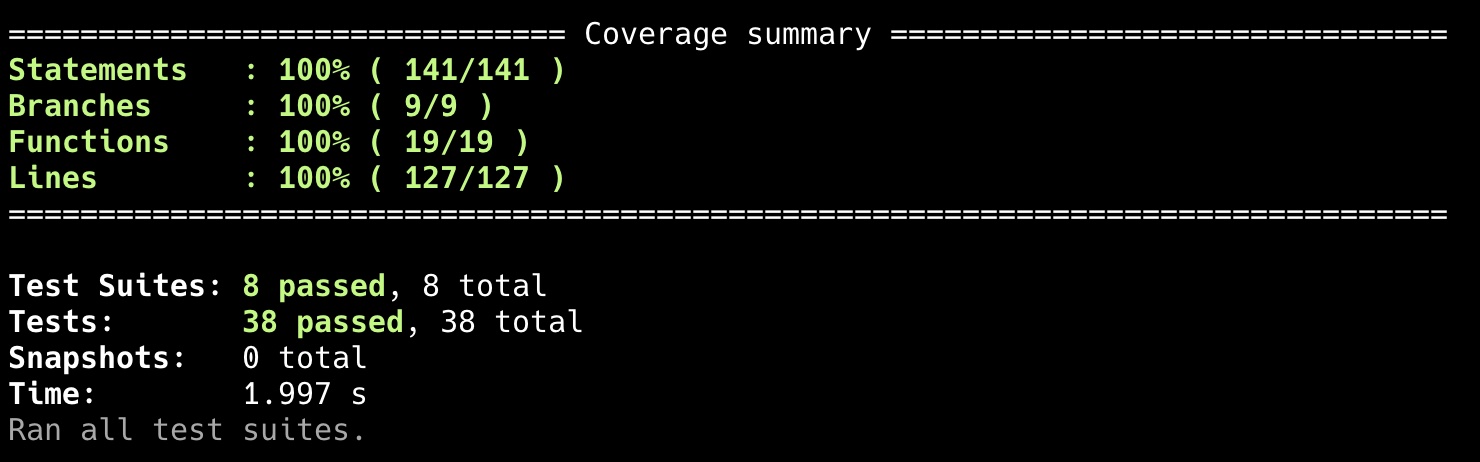 =============================== Coverage summary ===============================
Statements   : 100% ( 141/141 )
Branches     : 100% ( 9/9 )
Functions    : 100% ( 19/19 )
Lines        : 100% ( 127/127 )
================================================================================
Test Suites: 8 passed, 8 total
Tests:       38 passed, 38 total
Snapshots:   0 total
Time:        1.997 s
Ran all test suites.